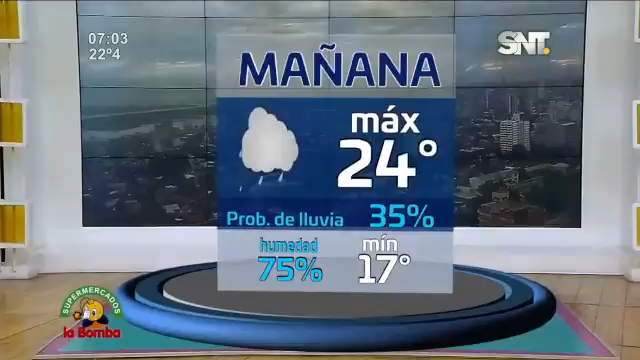 07:03
22°4
SNT.
MAÑANA
máx
24°
Prob. de lluvia 35%
humedad
75%
mín
17°
SUPERMERCADOS
la Bomba